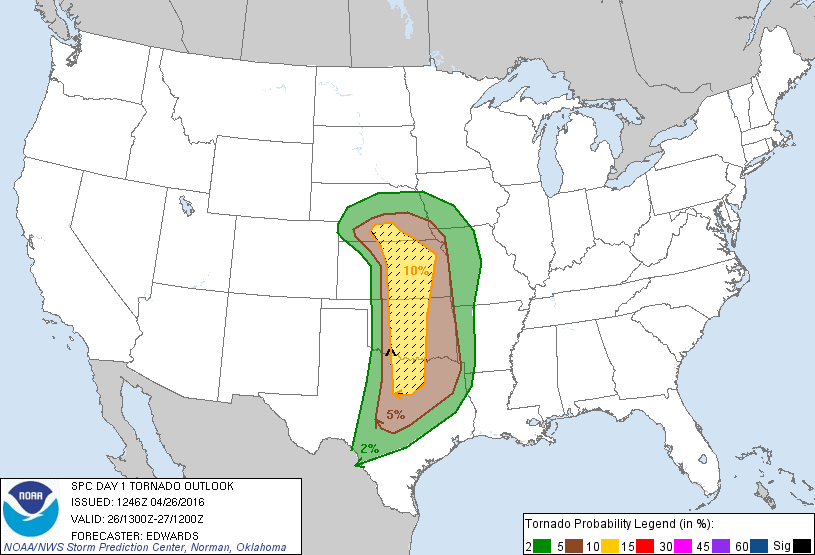 10%
5%
2%
NOAA
SPC DAY 1 TORNADO OUTLOOK
ISSUED: 1246Z 04/26/2016
VALID: 26/1300Z-27/1200Z
FORECASTER: EDWARDS
NOAA/NWS Storm Prediction Center, Norman, Oklahoma
Tornado Probability Legend (in %):
2 5 10 15 30 45 60 Sig